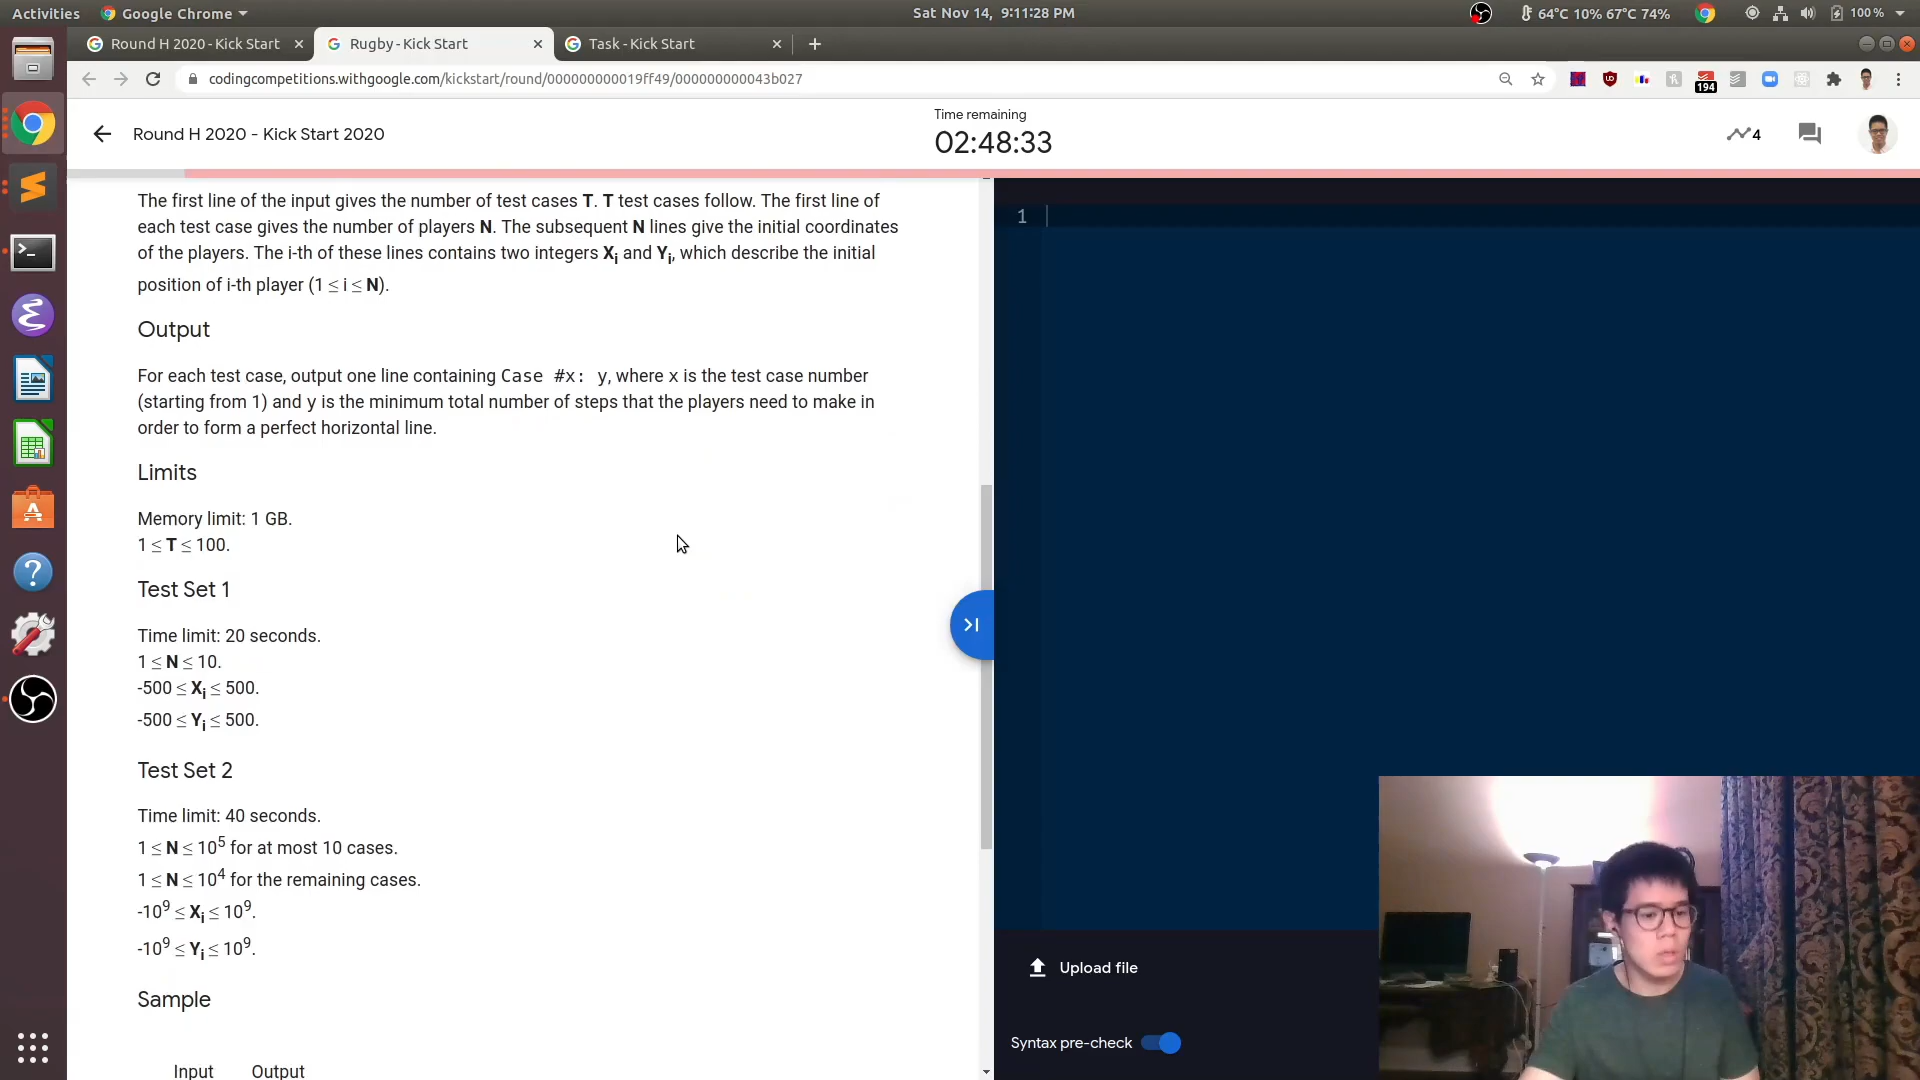 Activities
Google Chrome
Sat Nov 14, 9:11:28 PM
64°C 10% 67°C 74%
100 %
Round H 2020 - Kick Start
Rugby - Kick Start
Task - Kick Start
codingcompetitions.withgoogle.com/kickstart/round/000000000019ff49/000000000043b027
194
Round H 2020 - Kick Start 2020
Time remaining
02:48:33
4
The first line of the input gives the number of test cases T. T test cases follow. The first line of
each test case gives the number of players N. The subsequent N lines give the initial coordinates
of the players. The i-th of these lines contains two integers Xi and Yi, which describe the initial
position of i-th player (1 ≤ i ≤ N).
Output
For each test case, output one line containing Case #x: y, where x is the test case number
(starting from 1) and y is the minimum total number of steps that the players need to make in
order to form a perfect horizontal line.
Limits
Memory limit: 1 GB.
1 ≤ T ≤ 100.
Test Set 1
Time limit: 20 seconds.
1 ≤ N ≤ 10.
-500 ≤ Xi ≤ 500.
-500 ≤ Yi ≤ 500.
Test Set 2
Time limit: 40 seconds.
1 ≤ N ≤ 10^5 for at most 10 cases.
1 ≤ N ≤ 10^4 for the remaining cases.
-10^9 ≤ Xi ≤ 10^9.
-10^9 ≤ Yi ≤ 10^9.
Sample
Input Output
1
Upload file
Syntax pre-check